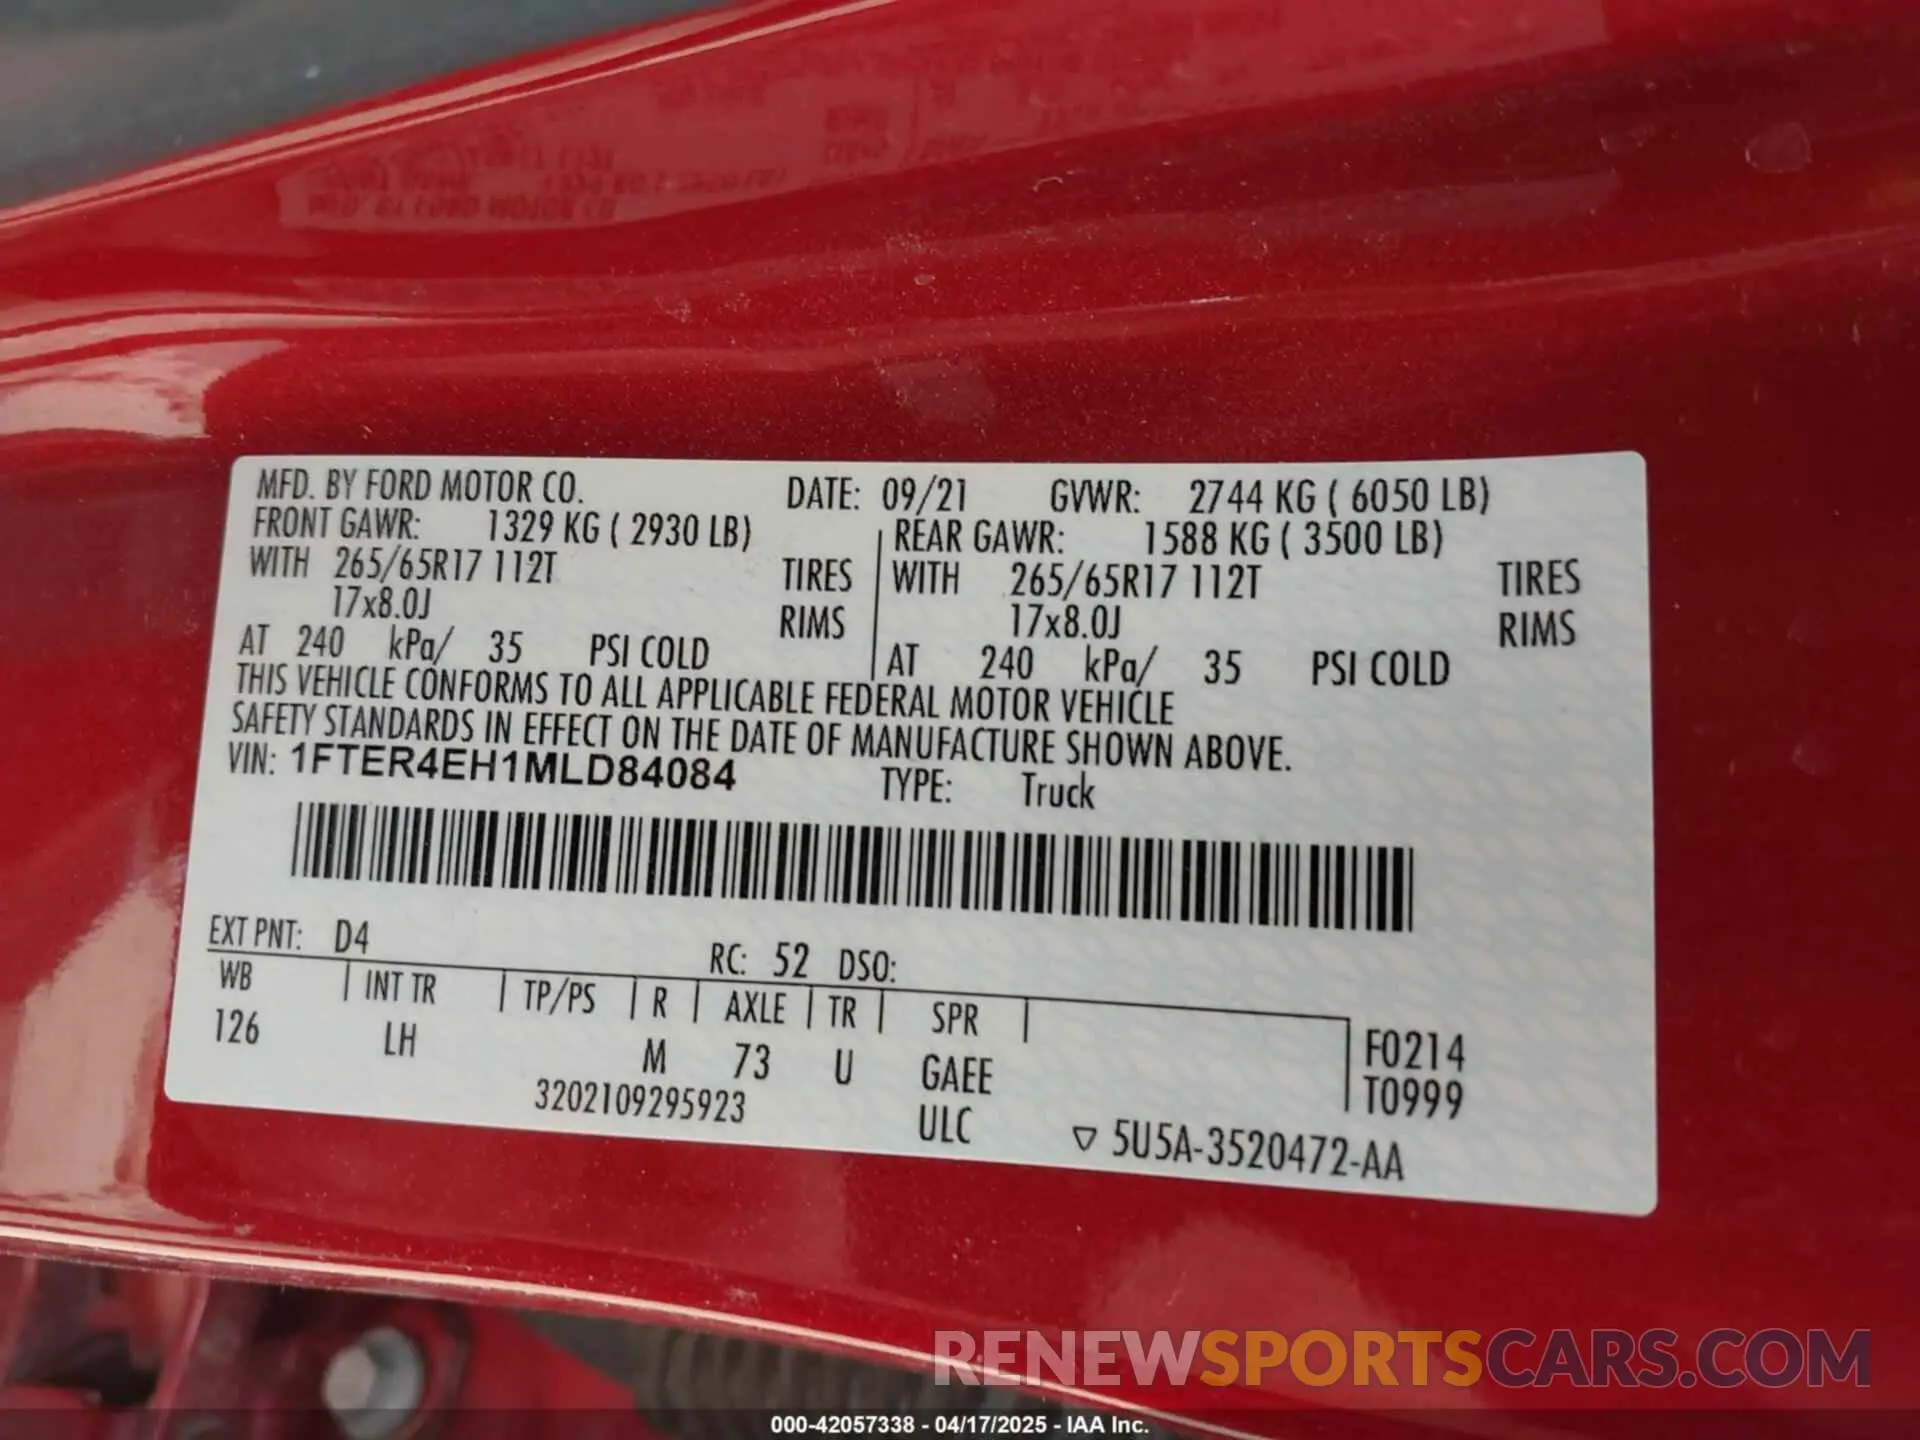 MFD. BY FORD MOTOR CO. DATE: 09/21 GVWR: 2744 KG ( 6050 LB)
FRONT GAWR: 1329 KG ( 2930 LB) REAR GAWR: 1588 KG ( 3500 LB)
WITH 265/65R17 112T TIRES WITH 265/65R17 112T TIRES
17x8.0J RIMS 17x8.0J RIMS
AT 240 kPa/ 35 PSI COLD AT 240 kPa/ 35 PSI COLD
THIS VEHICLE CONFORMS TO ALL APPLICABLE FEDERAL MOTOR VEHICLE
SAFETY STANDARDS IN EFFECT ON THE DATE OF MANUFACTURE SHOWN ABOVE.
VIN: 1FTER4EH1MLD84084 TYPE: Truck
EXT PNT: D4 RC: 52 DSO:
WB INT TR TP/PS R AXLE TR SPR
126 LH M 73 U GAEE F0214
3202109295923 ULC T0999
▽ 5U5A-3520472-AA
RENEWSPORTSCARS.COM
000-42057338 - 04/17/2025 - IAA Inc.